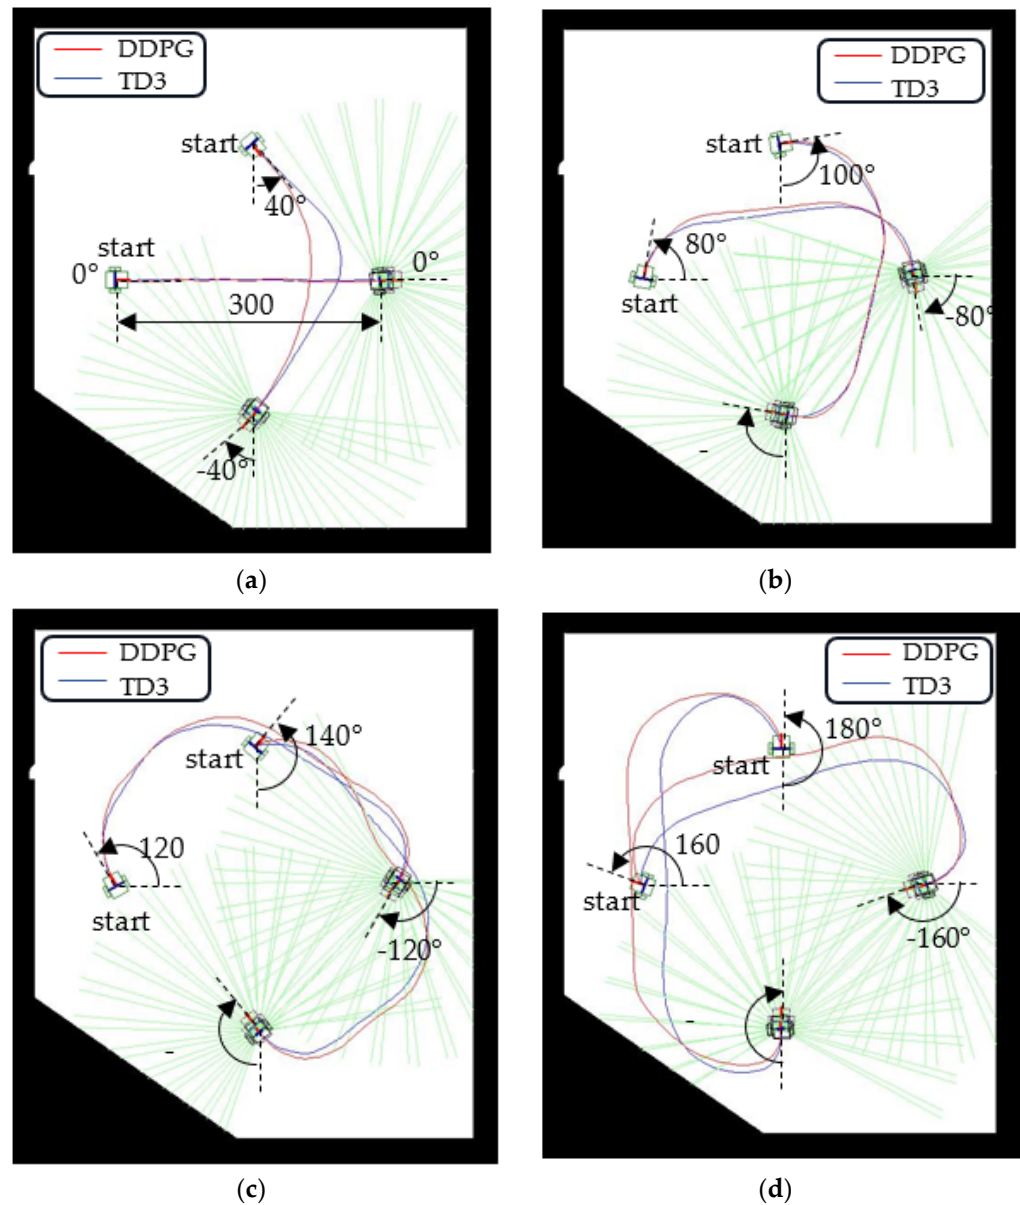 DDPG
TD3
start
40°
start
0°
0°
300
-40°
(a)
DDPG
TD3
start
100°
80°
start
-80°
-
(b)
DDPG
TD3
140°
start
120
start
-120°
-
(c)
DDPG
TD3
180°
start
160
start
-160°
-
(d)